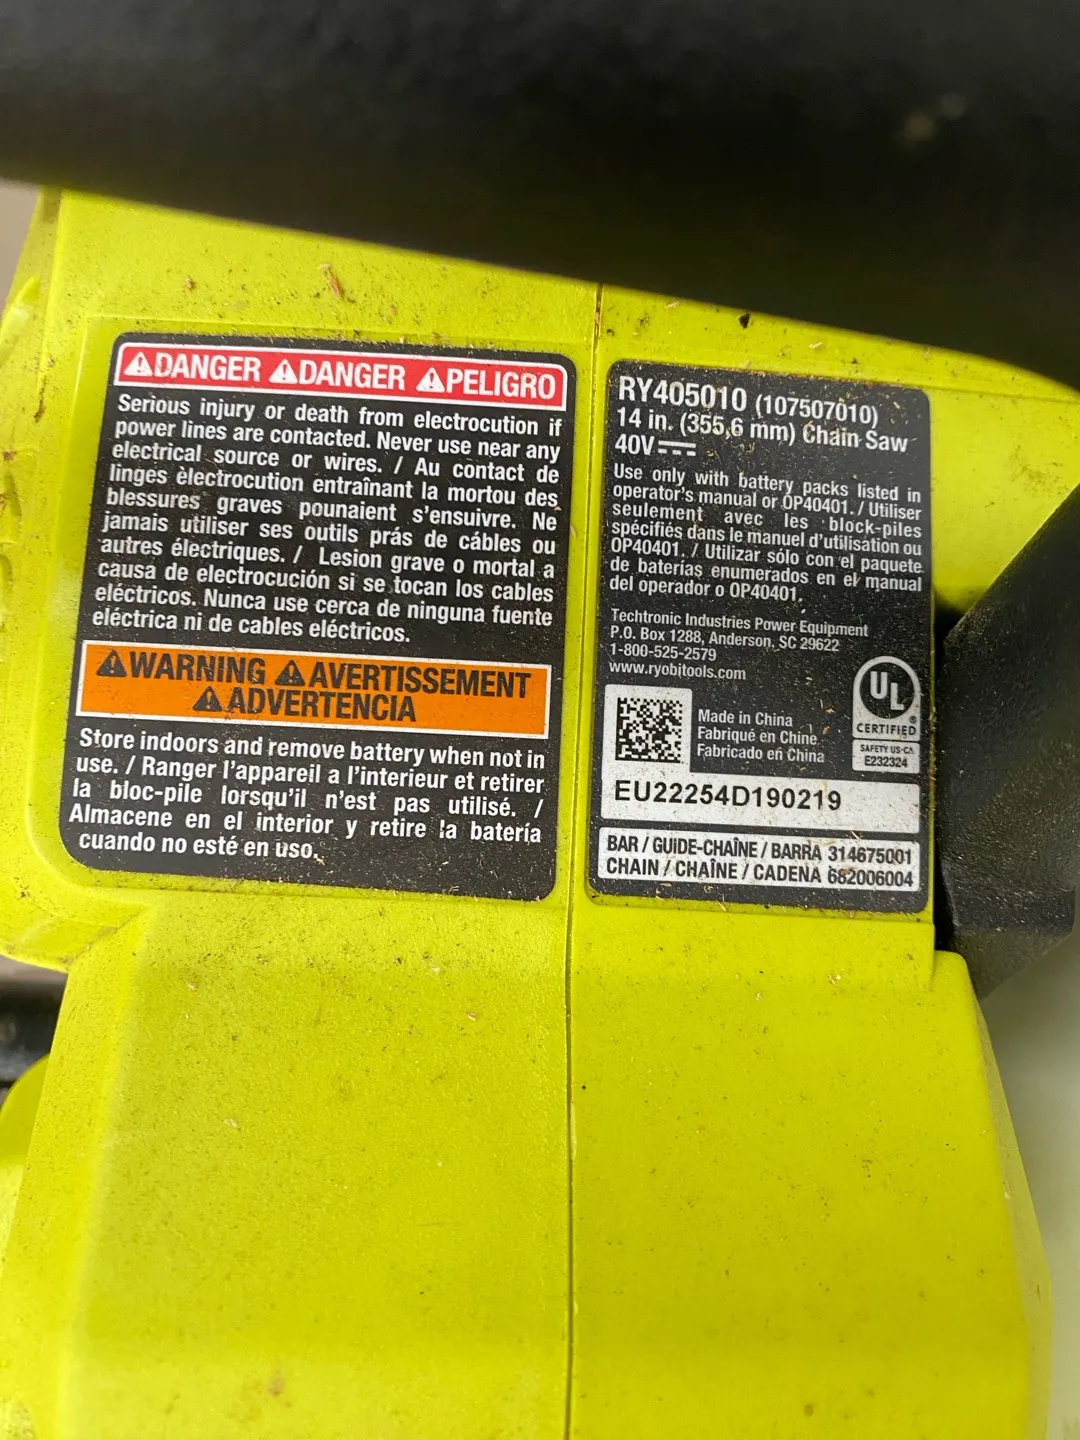 DANGER DANGER PELIGRO
Serious injury or death from electrocution if
power lines are contacted. Never use near any
electrical source or wires. / Au contact de
linges èlectrocution entraînant la mortou des
blessures graves pounaient s'ensuivre. Ne
jamais utiliser ses outils prás de cábles ou
autres électriques. / Lesion grave o mortal a
causa de electrocución si se tocan los cables
eléctricos. Nunca use cerca de ninguna fuente
eléctrica ni de cables eléctricos.
WARNING AVERTISSEMENT
ADVERTENCIA
Store indoors and remove battery when not in
use. / Ranger l'appareil a l'interieur et retirer
la bloc-pile lorsqu'il n'est pas utilisé. /
Almacene en el interior y retire la batería
cuando no esté en uso.
RY405010 (107507010)
14 in. (355,6 mm) Chain Saw
40V
Use only with battery packs listed in
operator's manual or OP40401. / Utiliser
seulement avec les block-piles
spécifiés dans le manuel d'utilisation ou
OP40401. / Utilizar sólo con el paquete
de baterías enumerados en el manual
del operador o OP40401.
Techtronic Industries Power Equipment
P.O. Box 1288, Anderson, SC 29622
1-800-525-2579
www.ryobitools.com
Made in China
Fabriqué en Chine
Fabricado en China
UL
®
CERTIFIED
SAFETY US-CA
E232324
EU22254D190219
BAR / GUIDE-CHAÎNE / BARRA 314675001
CHAIN / CHAÎNE / CADENA 682006004